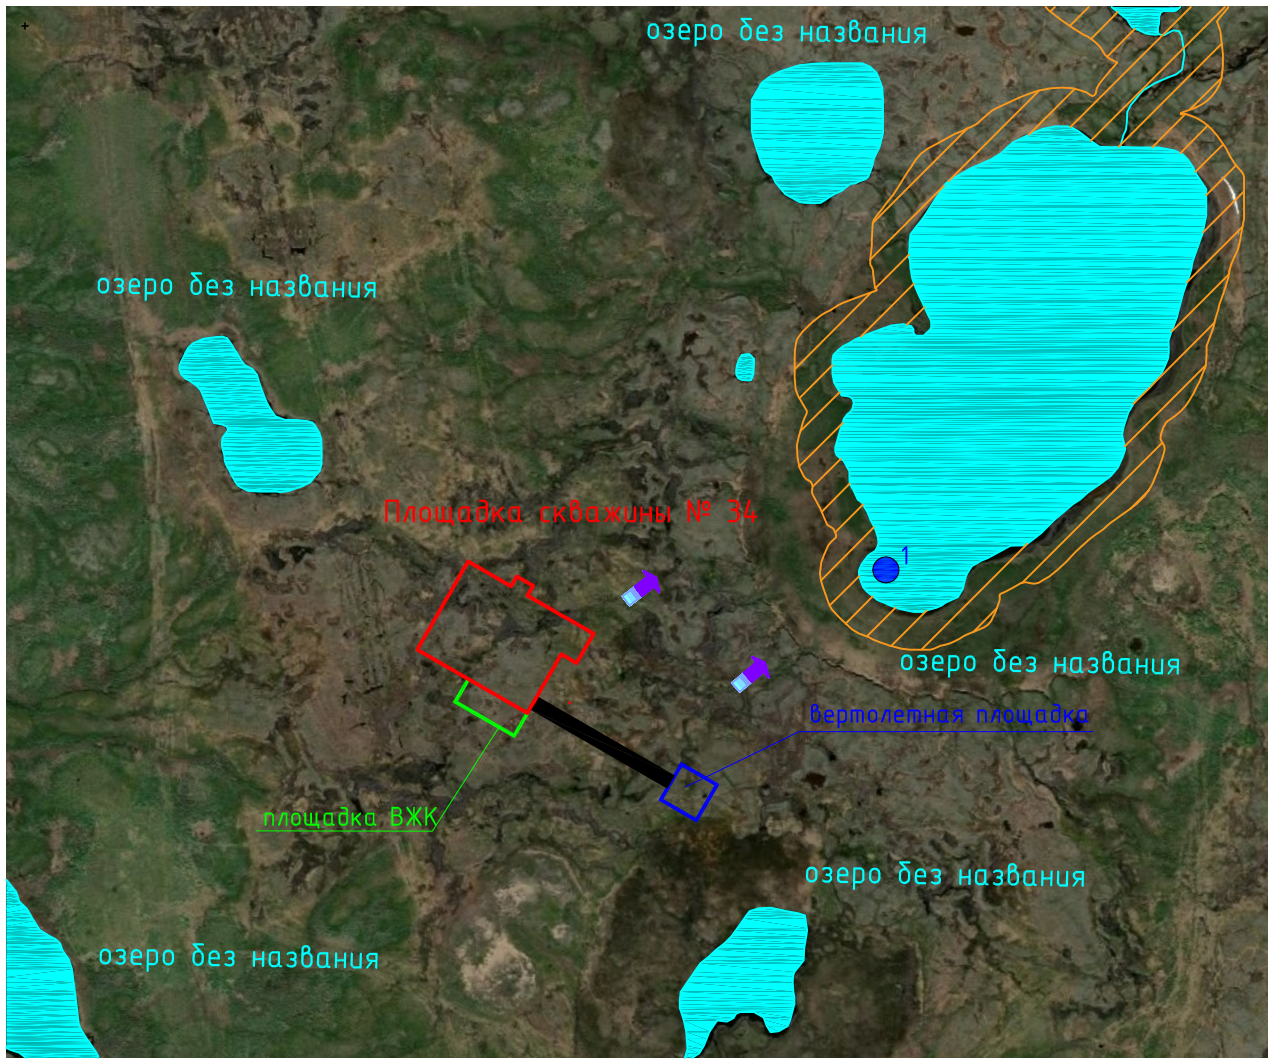 озеро без названия
озеро без названия
Площадка скважины № 34
1
озеро без названия
вертолетная площадка
площадка ВЖК
озеро без названия
озеро без названия